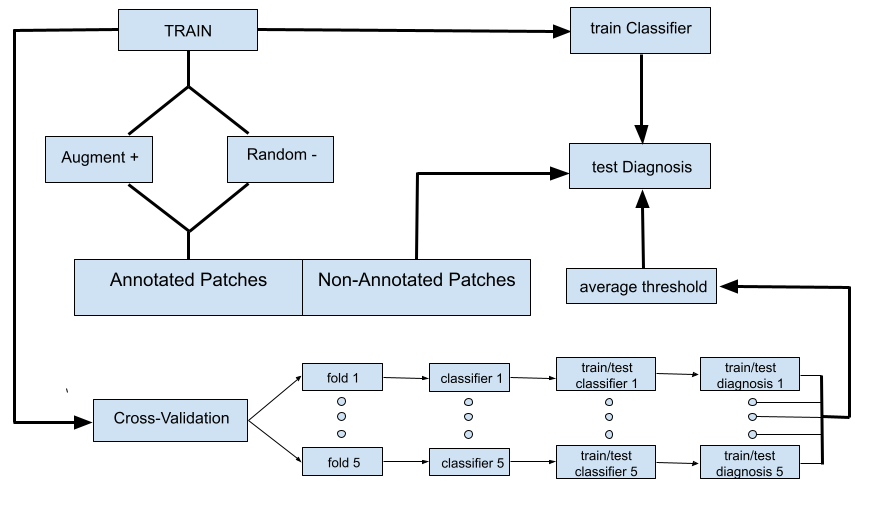 TRAIN
train Classifier
Augment +
Random -
test Diagnosis
Annotated Patches
Non-Annotated Patches
average threshold
Cross-Validation
fold 1
classifier 1
train/test
classifier 1
train/test
diagnosis 1
fold 5
classifier 5
train/test
classifier 5
train/test
diagnosis 5